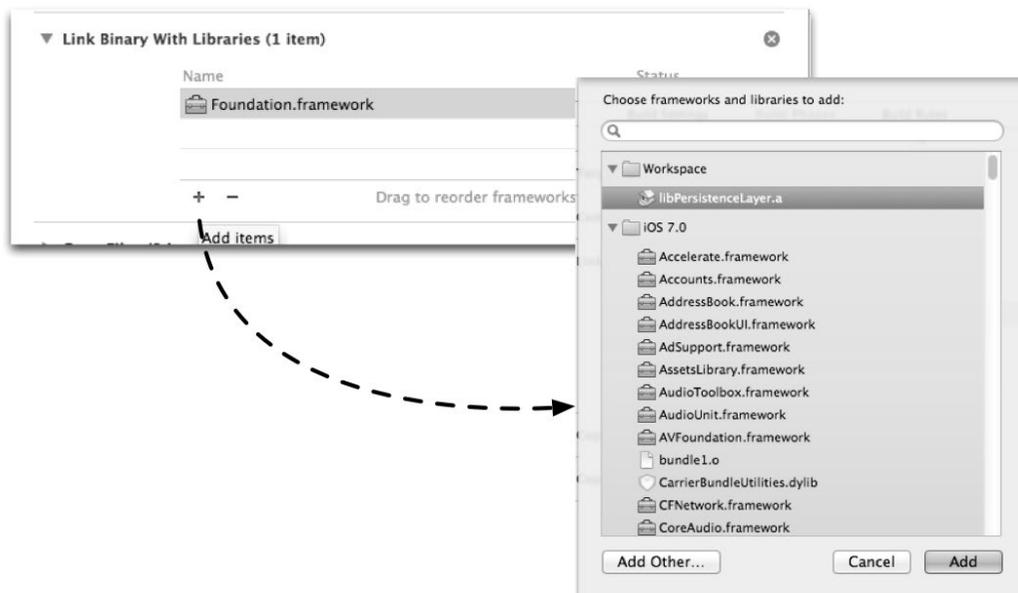 Link Binary With Libraries (1 item)
Name
Status
Foundation.framework
Drag to reorder frameworks
Add items
Choose frameworks and libraries to add:
Workspace
libPersistenceLayer.a
iOS 7.0
Accelerate.framework
Accounts.framework
AddressBook.framework
AddressBookUI.framework
AdSupport.framework
AssetsLibrary.framework
AudioToolbox.framework
AudioUnit.framework
AVFoundation.framework
bundle1.o
CarrierBundleUtilities.dylib
CFNetwork.framework
CoreAudio.framework
Add Other...
Cancel
Add